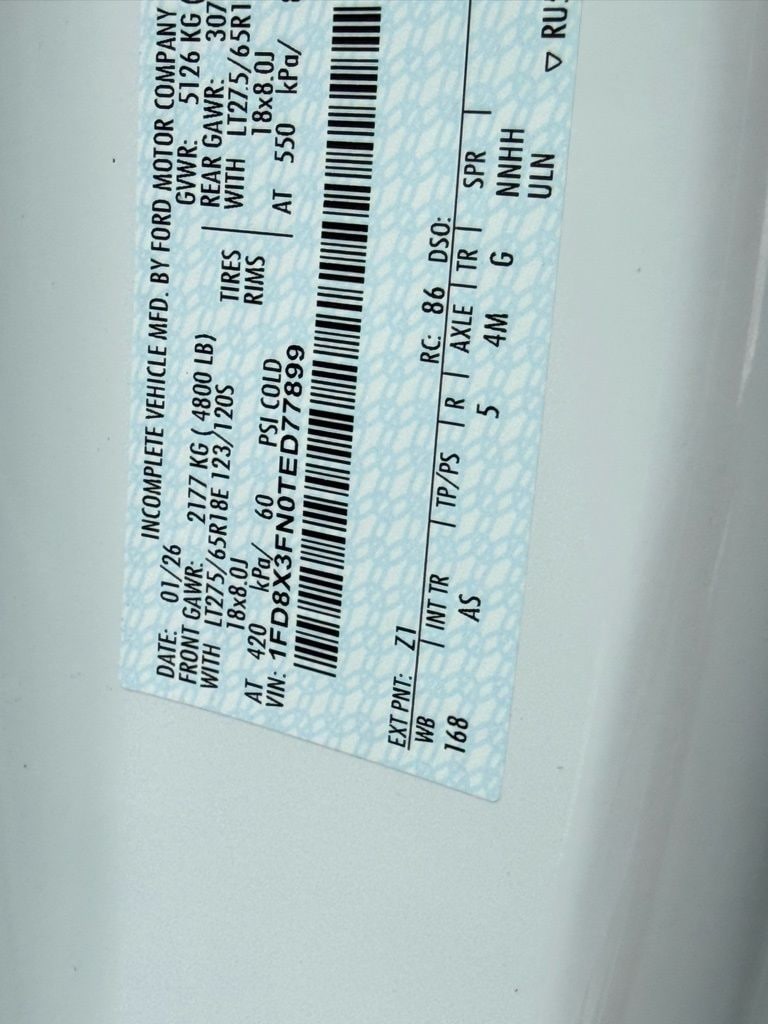 INCOMPLETE VEHICLE MFD. BY FORD MOTOR COMPANY
DATE: 01/26 GVWR: 5126 KG (
FRONT GAWR: 2177 KG ( 4800 LB) REAR GAWR: 307
WITH LT275/65R18E 123/120S TIRES WITH LT275/65R1
18x8.0J RIMS 18x8.0J
AT 420 kPa/ 60 PSI COLD AT 550 kPa/
VIN: 1FD8X3FN0TED77899
EXT PNT: Z1 RC: 86 DSO:
WB INT TR TP/PS R AXLE TR SPR
168 AS 5 4M G NNHH
ULN
▽ RUS